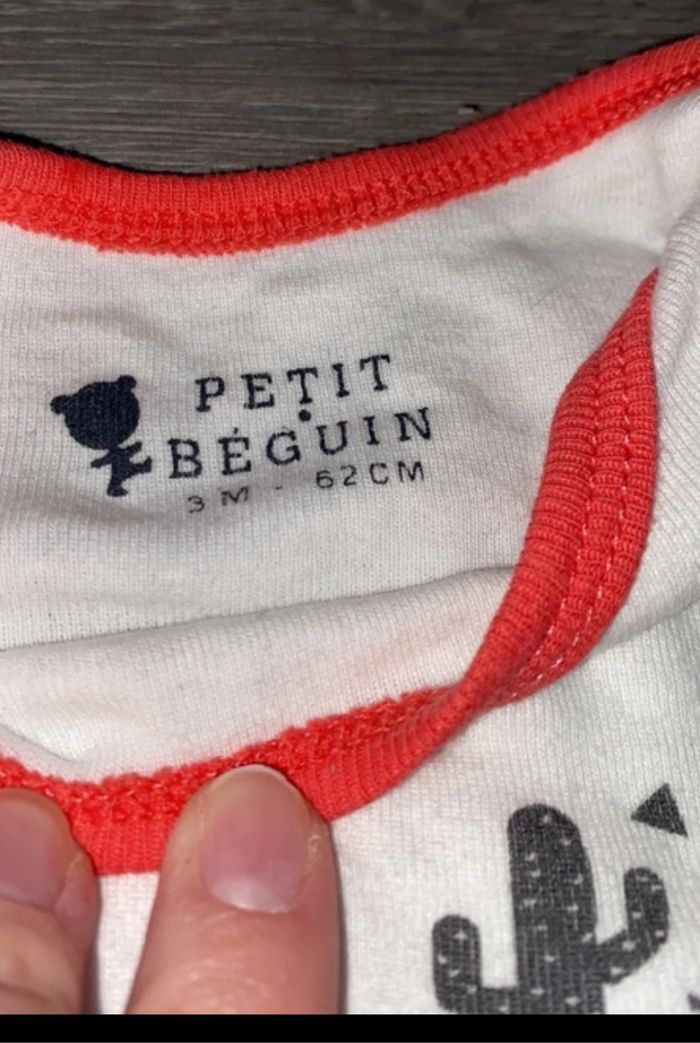 PETIT
BÉGUIN
3M - 62CM